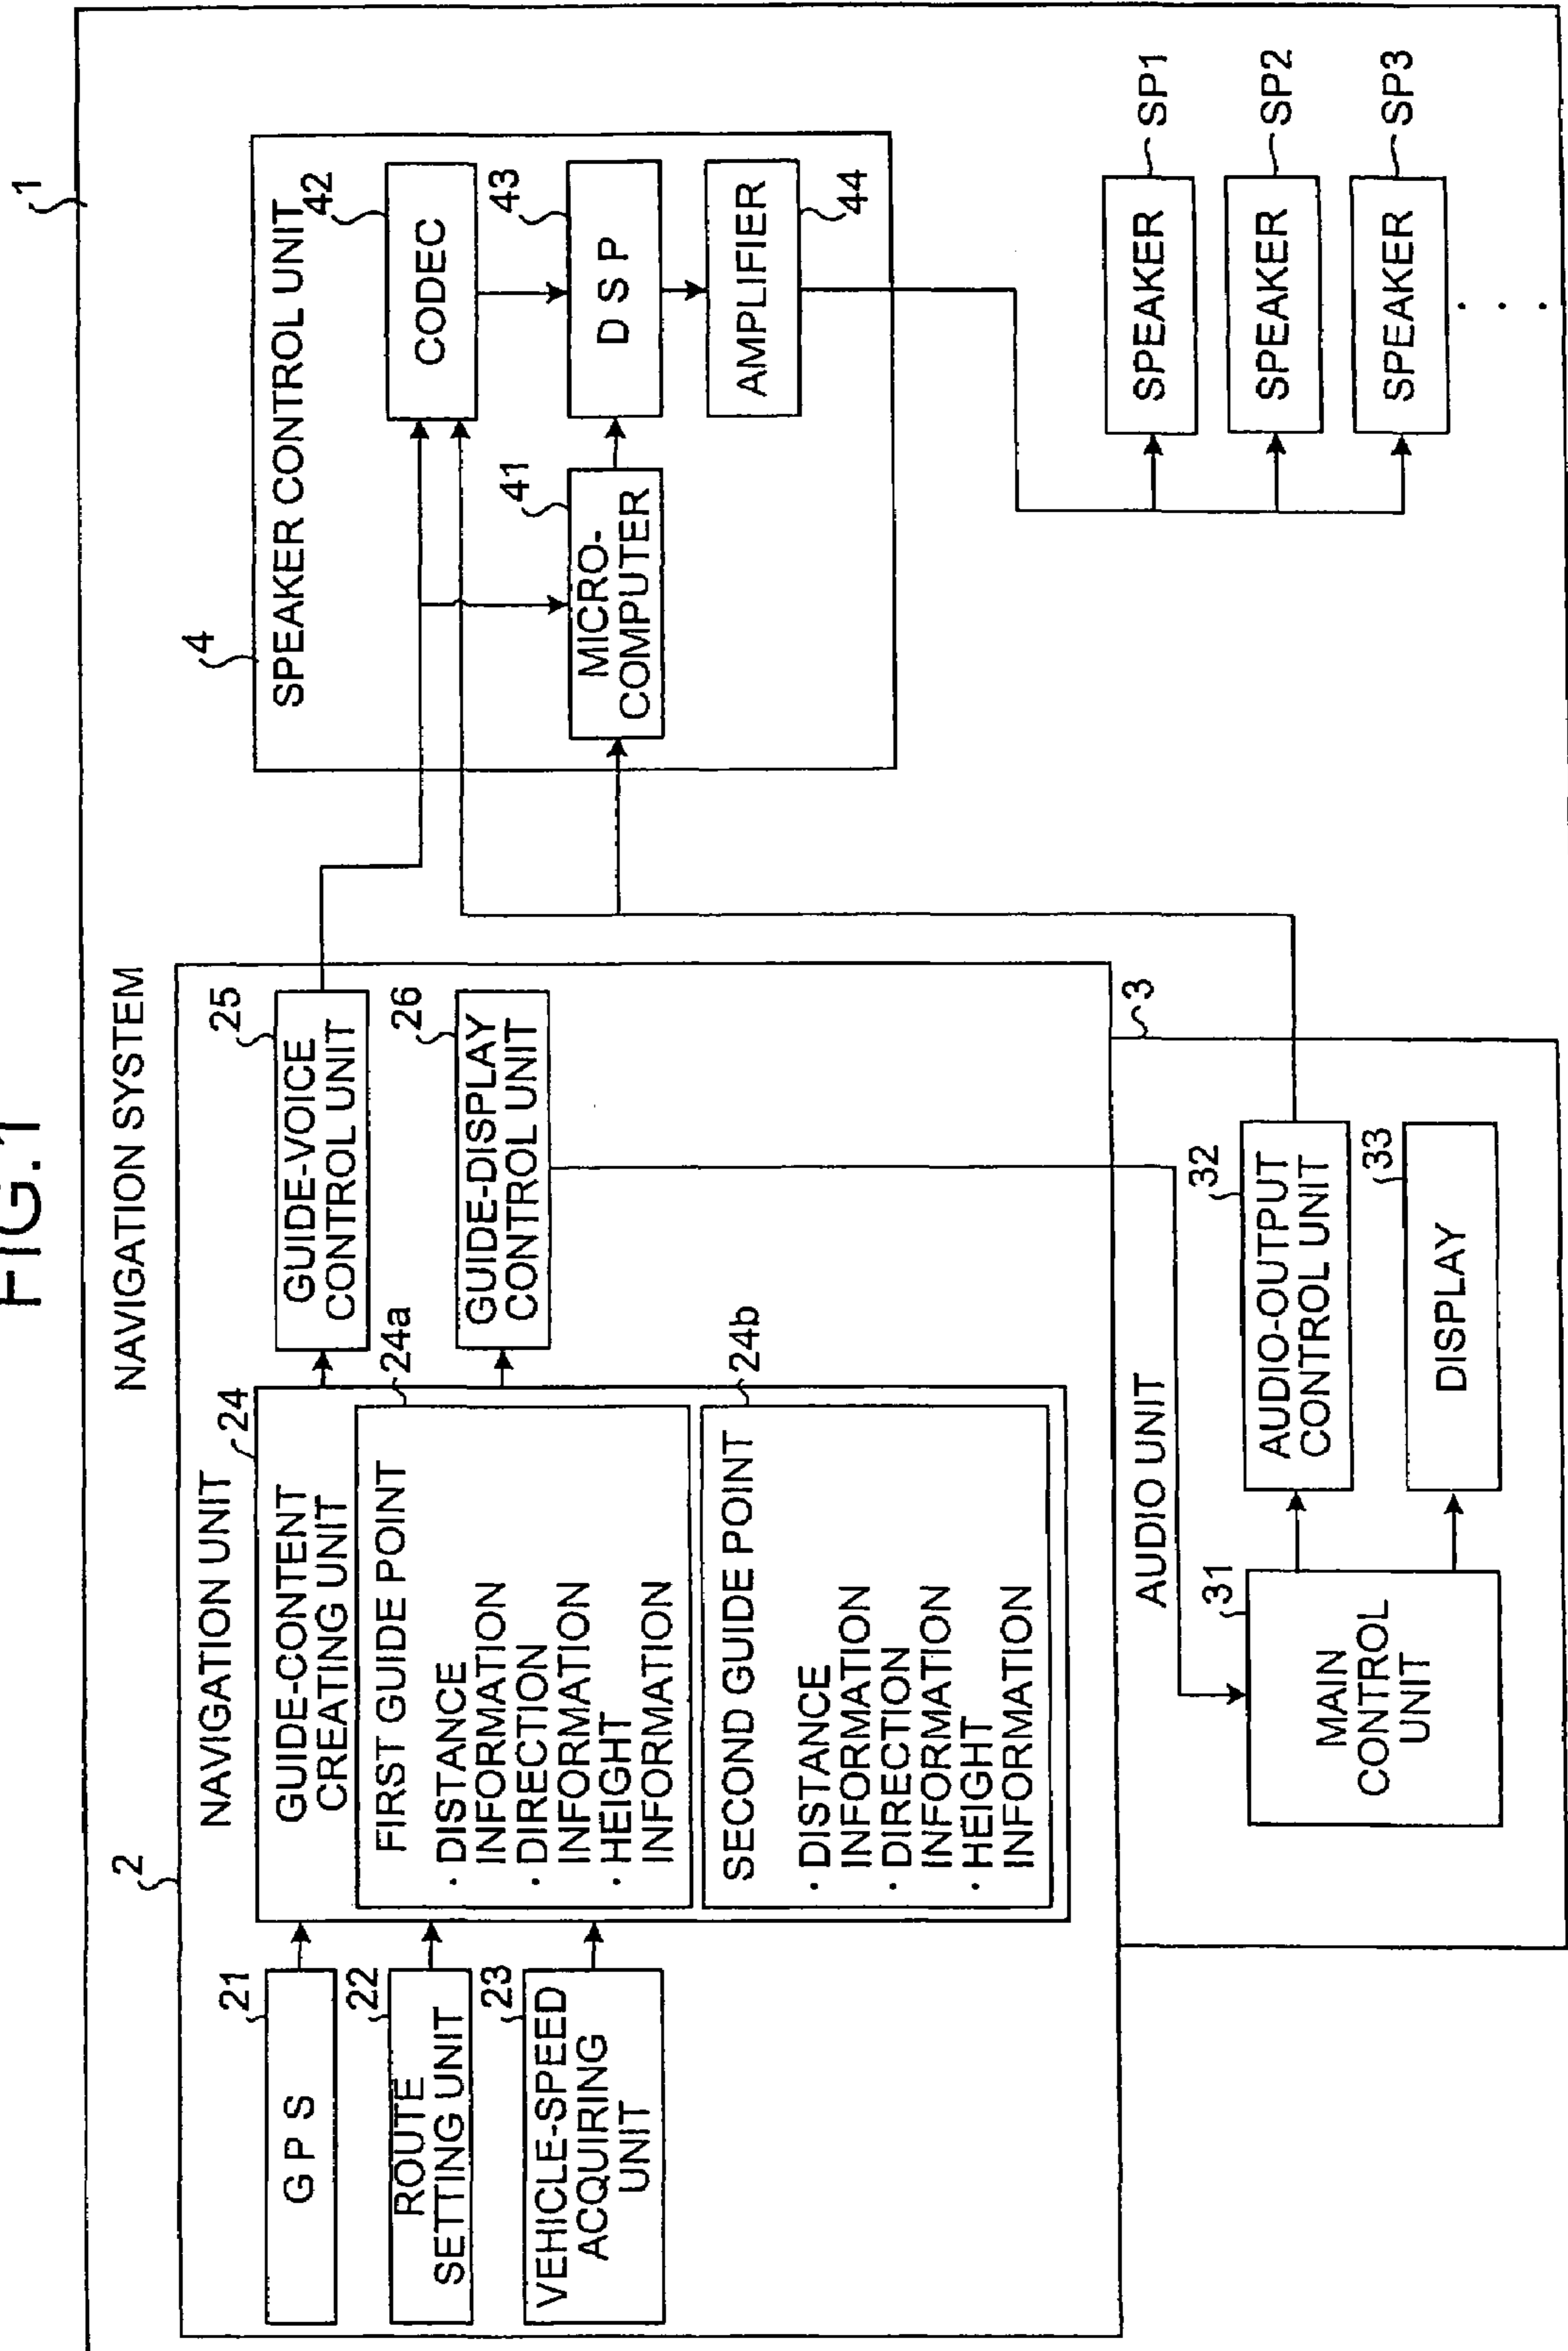 FIG.1
1
NAVIGATION SYSTEM
2
NAVIGATION UNIT
21
G P S
22
ROUTE
SETTING UNIT
23
VEHICLE-SPEED
ACQUIRING
UNIT
24
GUIDE-CONTENT
CREATING UNIT
24a
FIRST GUIDE POINT
· DISTANCE
INFORMATION
· DIRECTION
INFORMATION
· HEIGHT
INFORMATION
24b
SECOND GUIDE POINT
· DISTANCE
INFORMATION
· DIRECTION
INFORMATION
· HEIGHT
INFORMATION
25
GUIDE-VOICE
CONTROL UNIT
26
GUIDE-DISPLAY
CONTROL UNIT
3
AUDIO UNIT
31
MAIN
CONTROL
UNIT
32
AUDIO-OUTPUT
CONTROL UNIT
33
DISPLAY
4
SPEAKER CONTROL UNIT
41
MICRO-
COMPUTER
42
CODEC
43
D S P
44
AMPLIFIER
SPEAKER
SP1
SPEAKER
SP2
SPEAKER
SP3
. . .